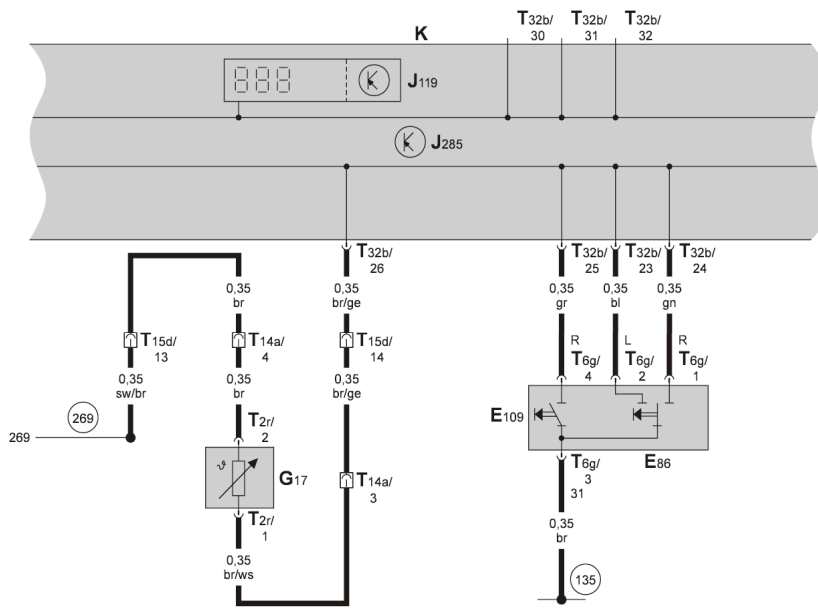 K
T32b/ T32b/ T32b/
30 31 32
888
J119
J285
T32b/ T32b/ T32b/ T32b/
26 25 23 24
0,35 0,35 0,35 0,35 0,35
br br/ge gr bl gn
T15d/ T14a/ T15d/
13 4 14
R L R
T6g/ T6g/ T6g/
4 2 1
0,35 0,35 0,35
sw/br br br/ge
269
269
T2r/
2
E109
E86
G17
T14a/
3
T6g/
3
31
T2r/
1
0,35
br/ws
0,35
br
135